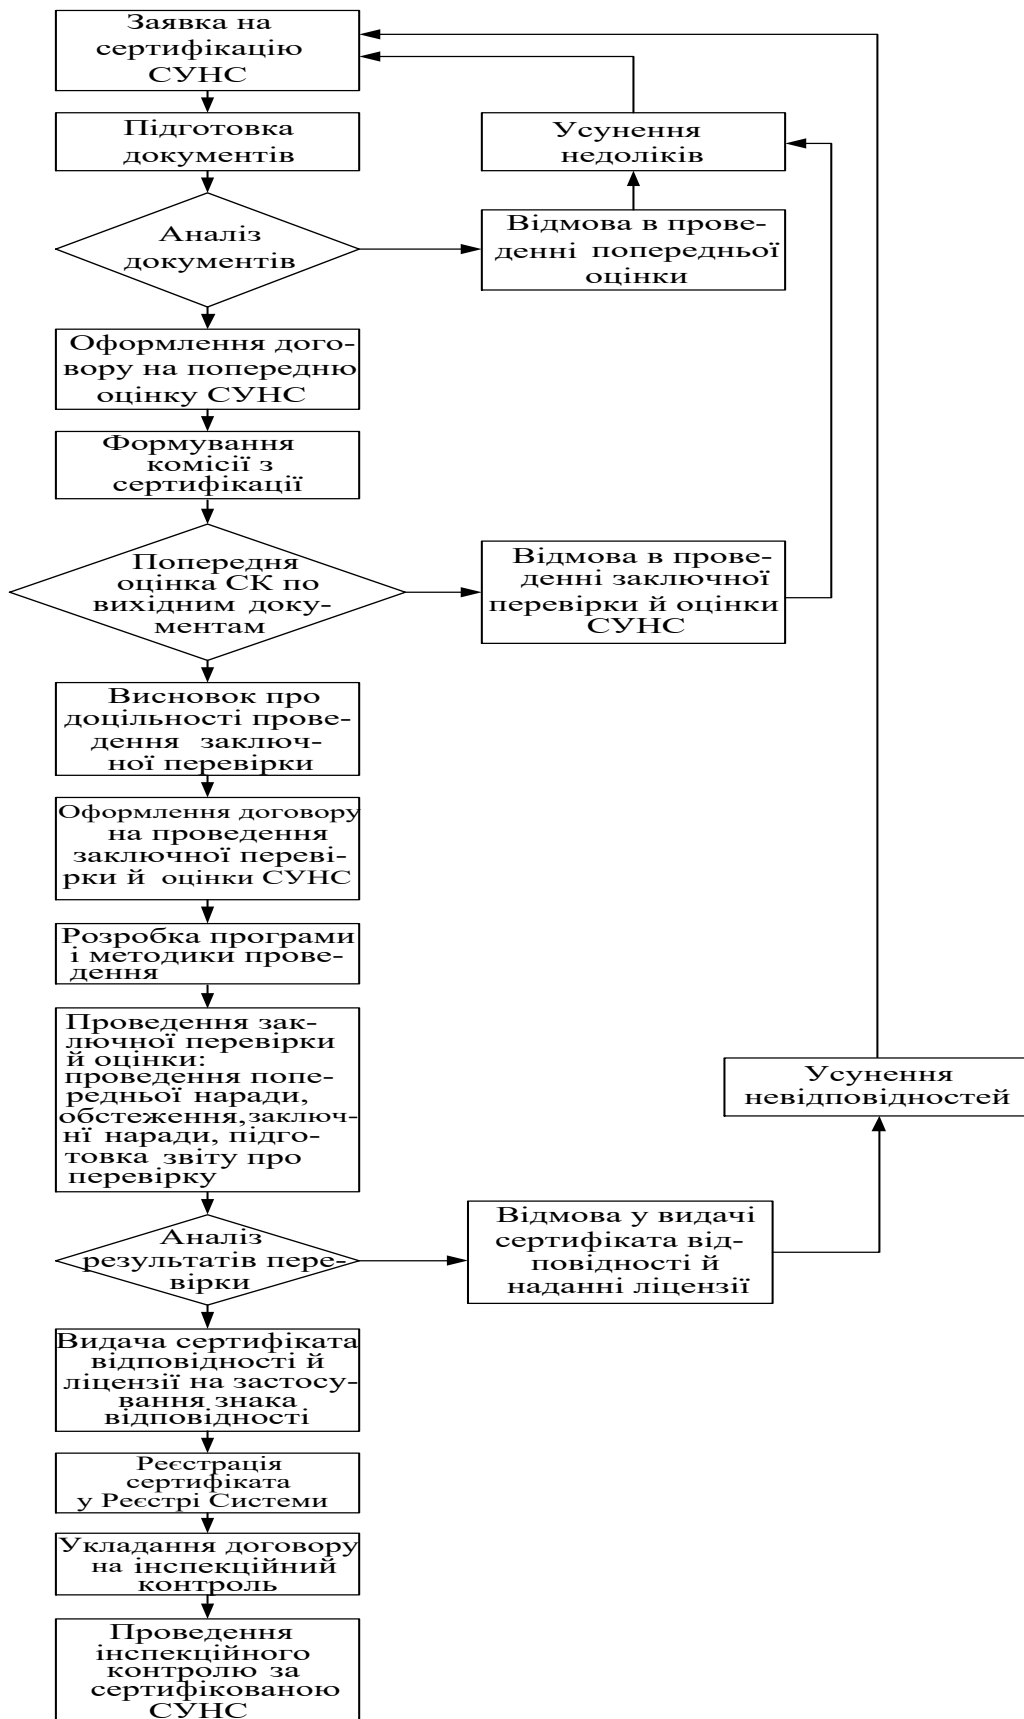 Заявка на
сертифікацію
СУНС
Підготовка
документів
Усунення
недоліків
Аналіз
документів
Відмова в прове-
денні попередньої
оцінки
Оформлення дого-
вору на попередню
оцінку СУНС
Формування
комісії з
сертифікації
Попередня
оцінка СК по
вихідним доку-
ментам
Відмова в прове-
денні заключної
перевірки й оцінки
СУНС
Висновок про
доцільності прове-
дення заключ-
ної перевірки
Оформлення договору
на проведення
заключної переві-
рки й оцінки СУНС
Розробка програми
і методики прове-
дення
Проведення зак-
лючної перевірки
й оцінки:
проведення попе-
редньої наради,
обстеження, заключ-
нї наради, підго-
товка звіту про
перевірку
Усунення
невідповідностей
Аналіз
результатів пере-
вірки
Відмова у видачі
сертифіката від-
повідності й
наданні ліцензії
Видача сертифіката
відповідності й
ліцензії на застосу-
вання знака
відповідності
Реєстрація
сертифіката
у Реєстрі Системи
Укладання договору
на інспекційний
контроль
Проведення
інспекційного
контролю за
сертифікованою
СУНС